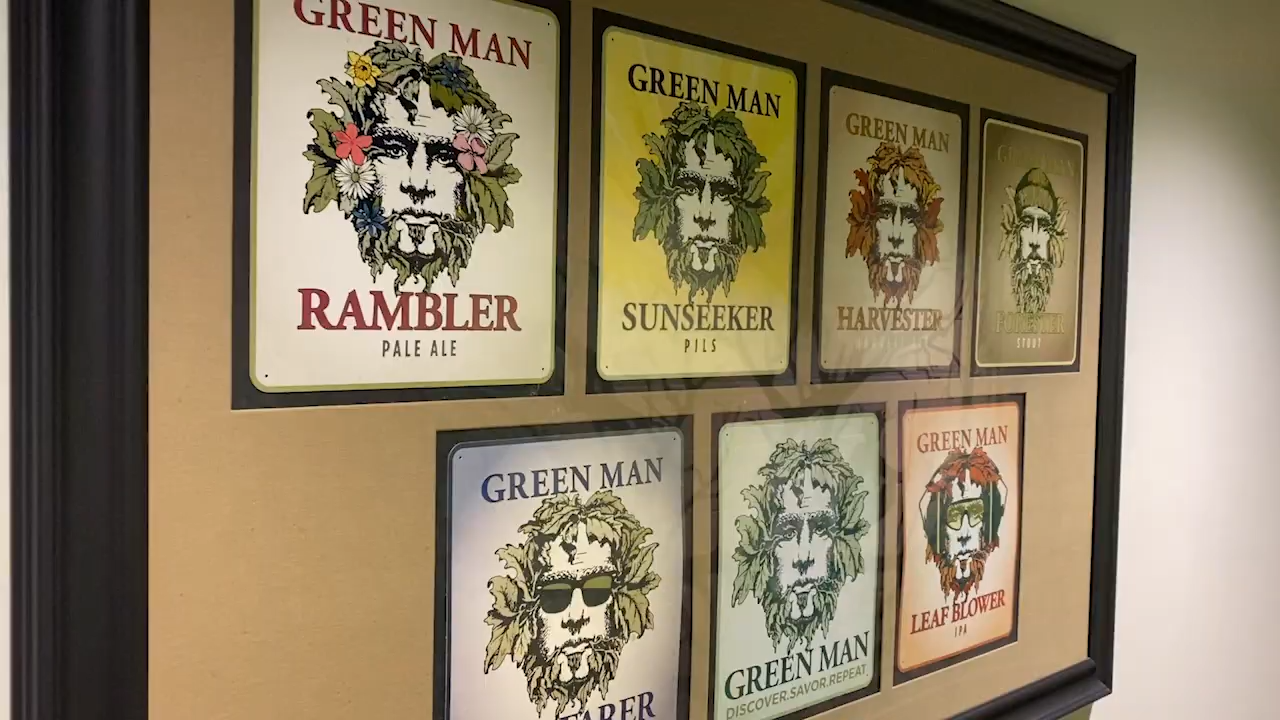 GREEN MAN
RAMBLER
PALE ALE
GREEN MAN
SUNSEEKER
PILS
GREEN MAN
HARVESTER
GREEN MAN
FORESTER
STOUT
GREEN MAN
GREEN MAN
DISCOVER.SAVOR.REPEAT.
GREEN MAN
LEAF BLOWER
IPA